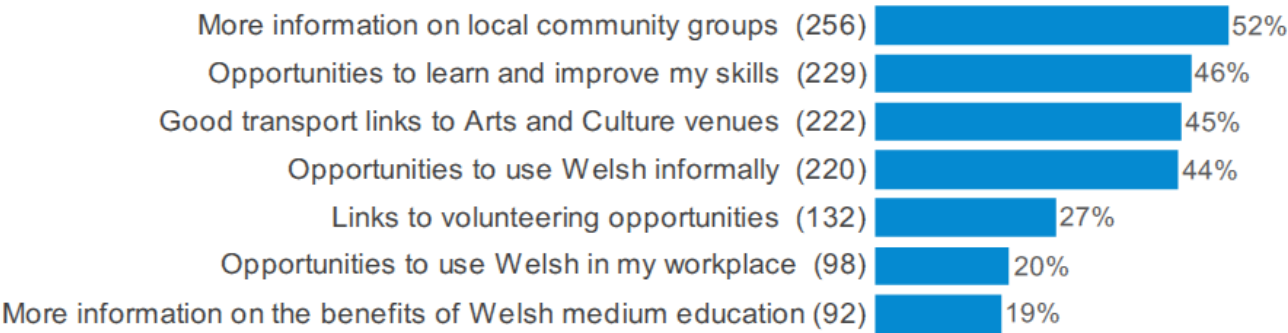 More information on local community groups (256) 52%
Opportunities to learn and improve my skills (229) 46%
Good transport links to Arts and Culture venues (222) 45%
Opportunities to use Welsh informally (220) 44%
Links to volunteering opportunities (132) 27%
Opportunities to use Welsh in my workplace (98) 20%
More information on the benefits of Welsh medium education (92) 19%